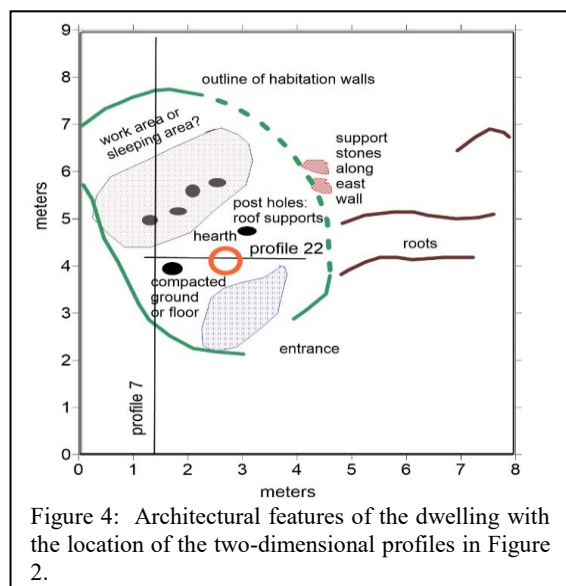 9
8
7
6
5
4
3
2
1
0
meters
outline of habitation walls
work area or
sleeping area?
support
stones
along
east
wall
post holes:
roof supports
hearth
profile 22
roots
compacted
ground
or floor
entrance
profile 7
0 1 2 3 4 5 6 7 8
meters
Figure 4: Architectural features of the dwelling with
the location of the two-dimensional profiles in Figure
2.